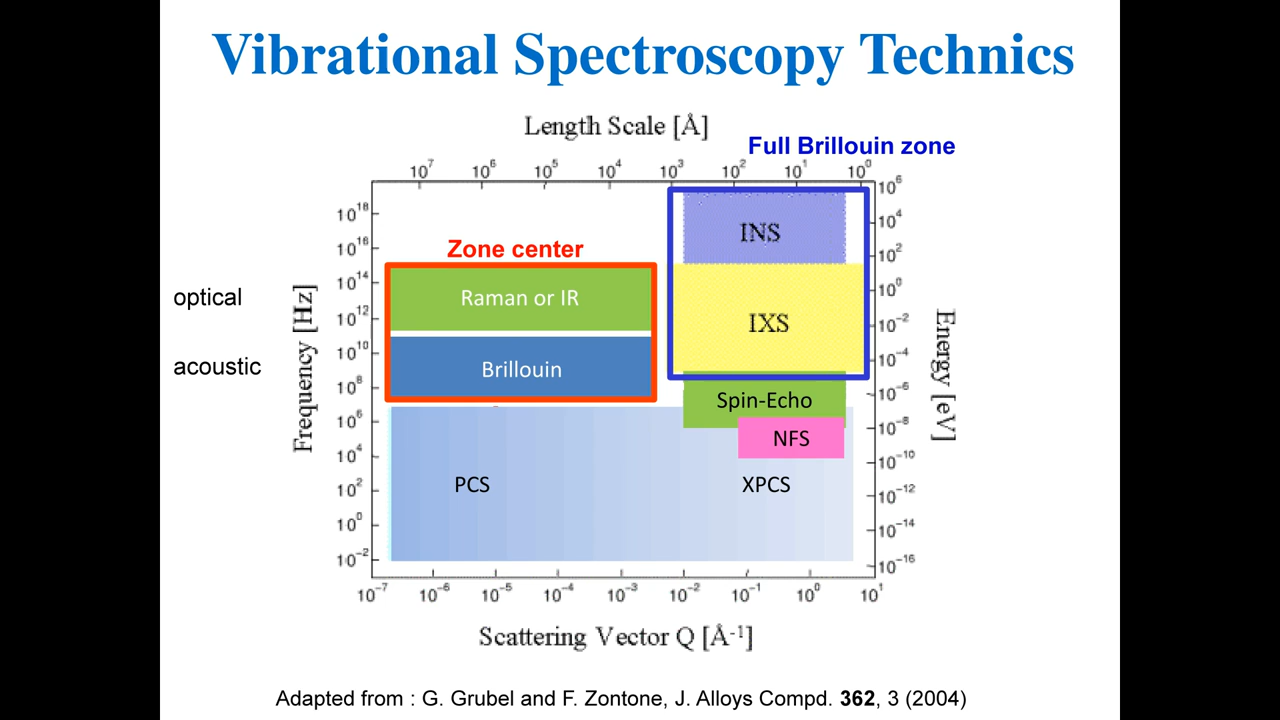 Vibrational Spectroscopy Technics
Length Scale [Å]
Full Brillouin zone
10⁷ 10⁶ 10⁵ 10⁴ 10³ 10² 10¹ 10⁰
10¹⁸
10¹⁶
10¹⁴
10¹²
10¹⁰
10⁸
10⁶
10⁴
10²
10⁰
10⁻²
Frequency [Hz]
optical
acoustic
Zone center
Raman or IR
Brillouin
PCS
INS
IXS
Spin-Echo
NFS
XPCS
10⁶
10⁴
10²
10⁰
10⁻²
10⁻⁴
10⁻⁶
10⁻⁸
10⁻¹⁰
10⁻¹²
10⁻¹⁴
10⁻¹⁶
Energy [eV]
10⁻⁷ 10⁻⁶ 10⁻⁵ 10⁻⁴ 10⁻³ 10⁻² 10⁻¹ 10⁰ 10¹
Scattering Vector Q [Å⁻¹]
Adapted from : G. Grubel and F. Zontone, J. Alloys Compd. 362, 3 (2004)